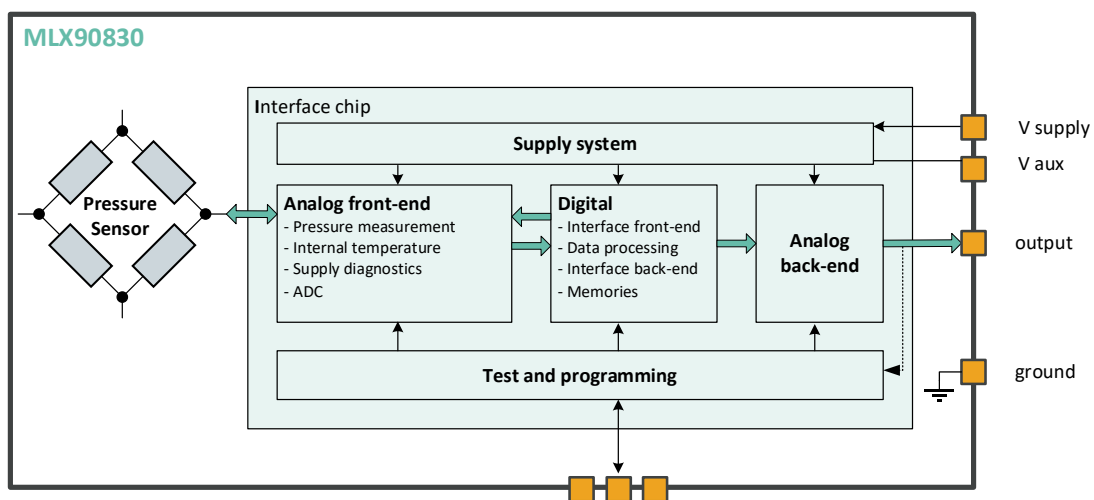 MLX90830
Interface chip
Supply system
V supply
V aux
Pressure
Sensor
Analog front-end
- Pressure measurement
- Internal temperature
- Supply diagnostics
- ADC
Digital
- Interface front-end
- Data processing
- Interface back-end
- Memories
Analog
back-end
output
Test and programming
ground